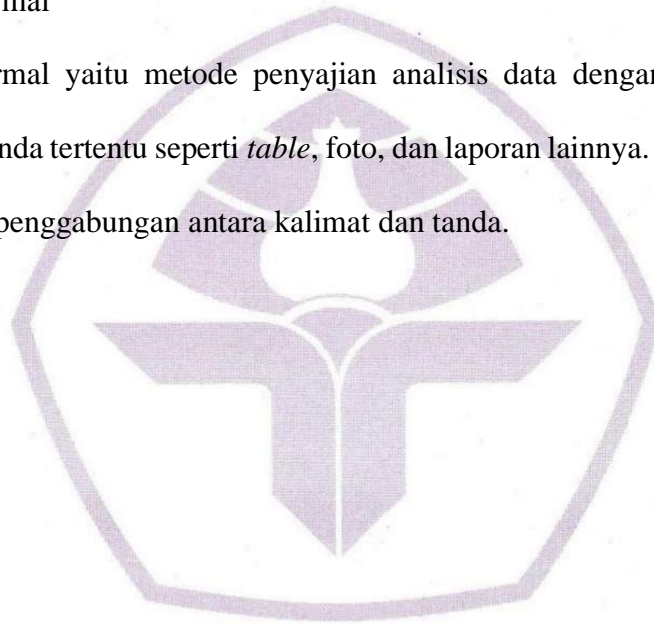 rmal yaitu metode penyajian analisis data dengan
nda tertentu seperti table, foto, dan laporan lainnya.
penggabungan antara kalimat dan tanda.